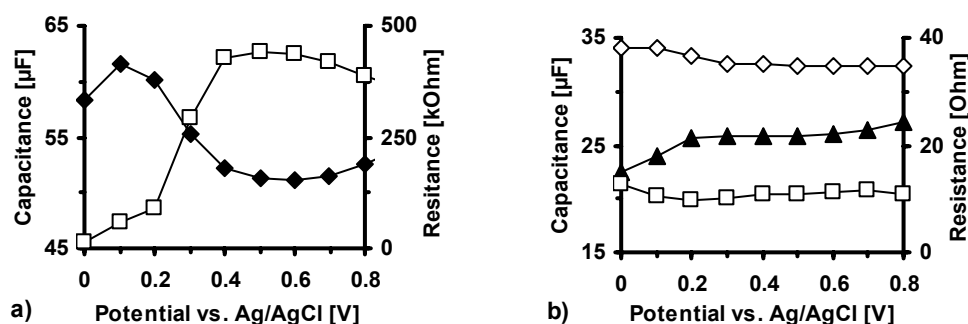 65
55
45
Capacitance [µF]
500
250
0
Resitance [kOhm]
0 0.2 0.4 0.6 0.8
a) Potential vs. Ag/AgCl [V]
35
25
15
Capacitance [µF]
40
20
0
Resistance [Ohm]
0 0.2 0.4 0.6 0.8
b) Potential vs. Ag/AgCl [V]